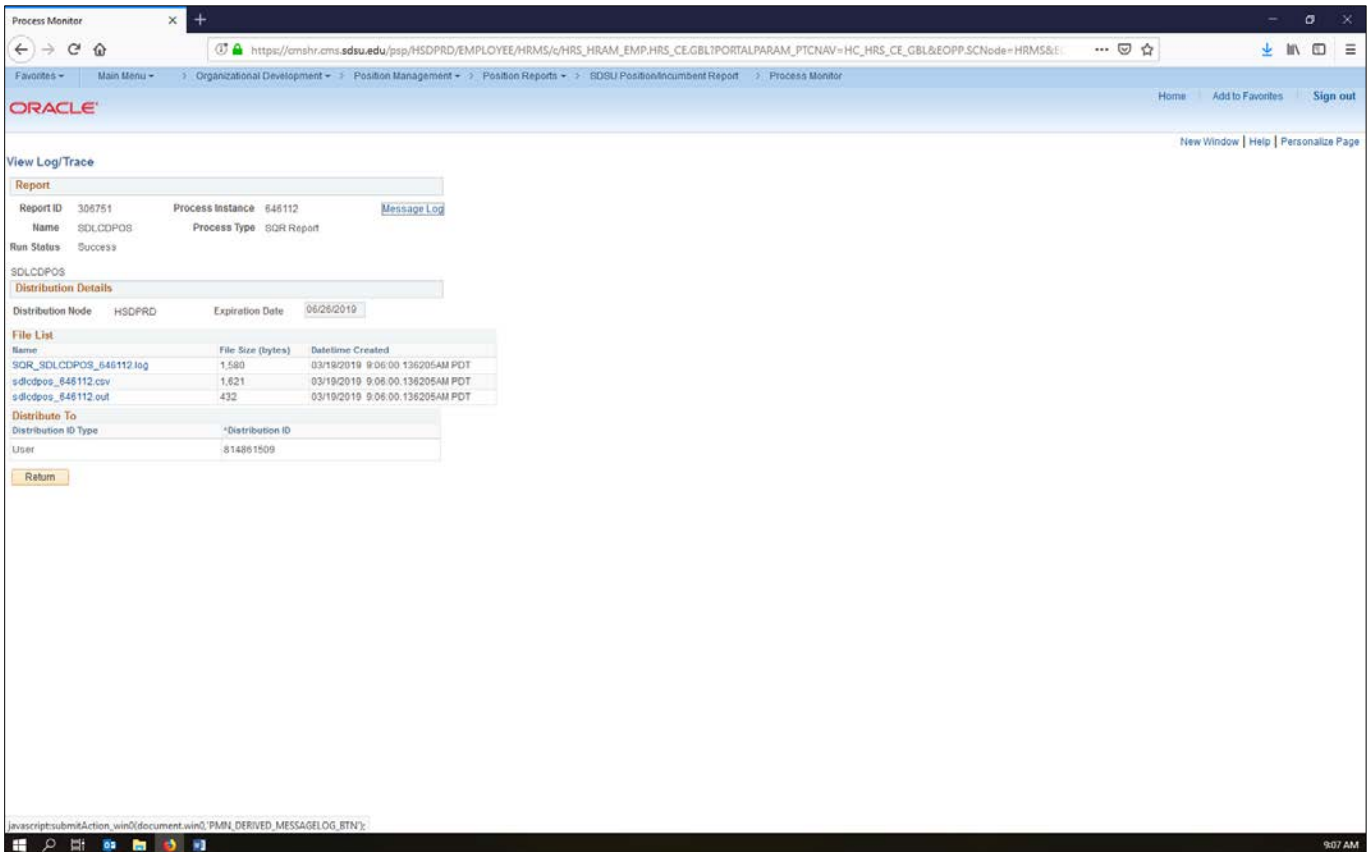 Process Monitor
https://cmshr.cms.sdsu.edu/psp/HSDPRD/EMPLOYEE/HRMS/c/HRS_HRAM_EMP.HRS_CE.GBL?PORTALPARAM_PTCNAV=HC_HRS_CE_GBL&EOPP.SCNode=HRMS&E
Favorites Main Menu Organizational Development Position Management Position Reports SDSU Position/Incumbent Report Process Monitor
Home Add to Favorites Sign out
ORACLE
New Window | Help | Personalize Page
View Log/Trace
Report
Report ID 306751 Process Instance 646112 Message Log
Name SDLCDPOS Process Type SQR Report
Run Status Success
SDLCDPOS
Distribution Details
Distribution Node HSDPRD Expiration Date 06/26/2019
File List
Name File Size (bytes) Datetime Created
SQR_SDLCDPOS_646112.log 1,580 03/19/2019 9:06:00.136205AM PDT
sdlcdpos_646112.csv 1,621 03/19/2019 9:06:00.136205AM PDT
sdlcdpos_646112.out 432 03/19/2019 9:06:00.136205AM PDT
Distribute To
Distribution ID Type *Distribution ID
User 814861509
Return
javascript:submitAction_win0(document.win0,'PMN_DERIVED_MESSAGELOG_BTN');
9:07 AM